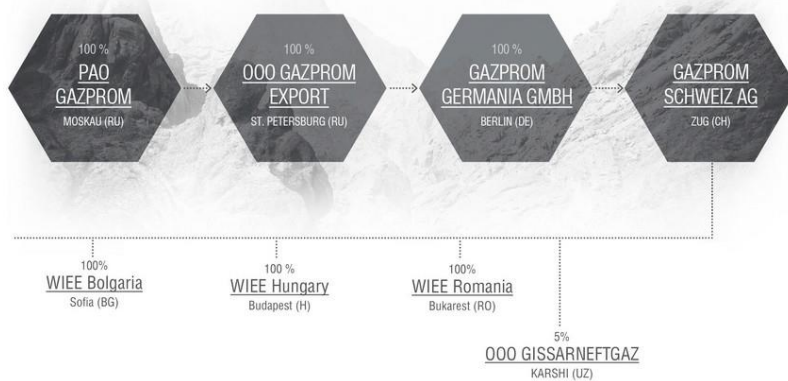 100 %
PAO
GAZPROM
MOSKAU (RU)
100 %
OOO GAZPROM
EXPORT
ST. PETERSBURG (RU)
100 %
GAZPROM
GERMANIA GMBH
BERLIN (DE)
GAZPROM
SCHWEIZ AG
ZUG (CH)
100%
WIEE Bolgaria
Sofia (BG)
100 %
WIEE Hungary
Budapest (H)
100%
WIEE Romania
Bukarest (RO)
5%
OOO GISSARNEFTGAZ
KARSHI (UZ)